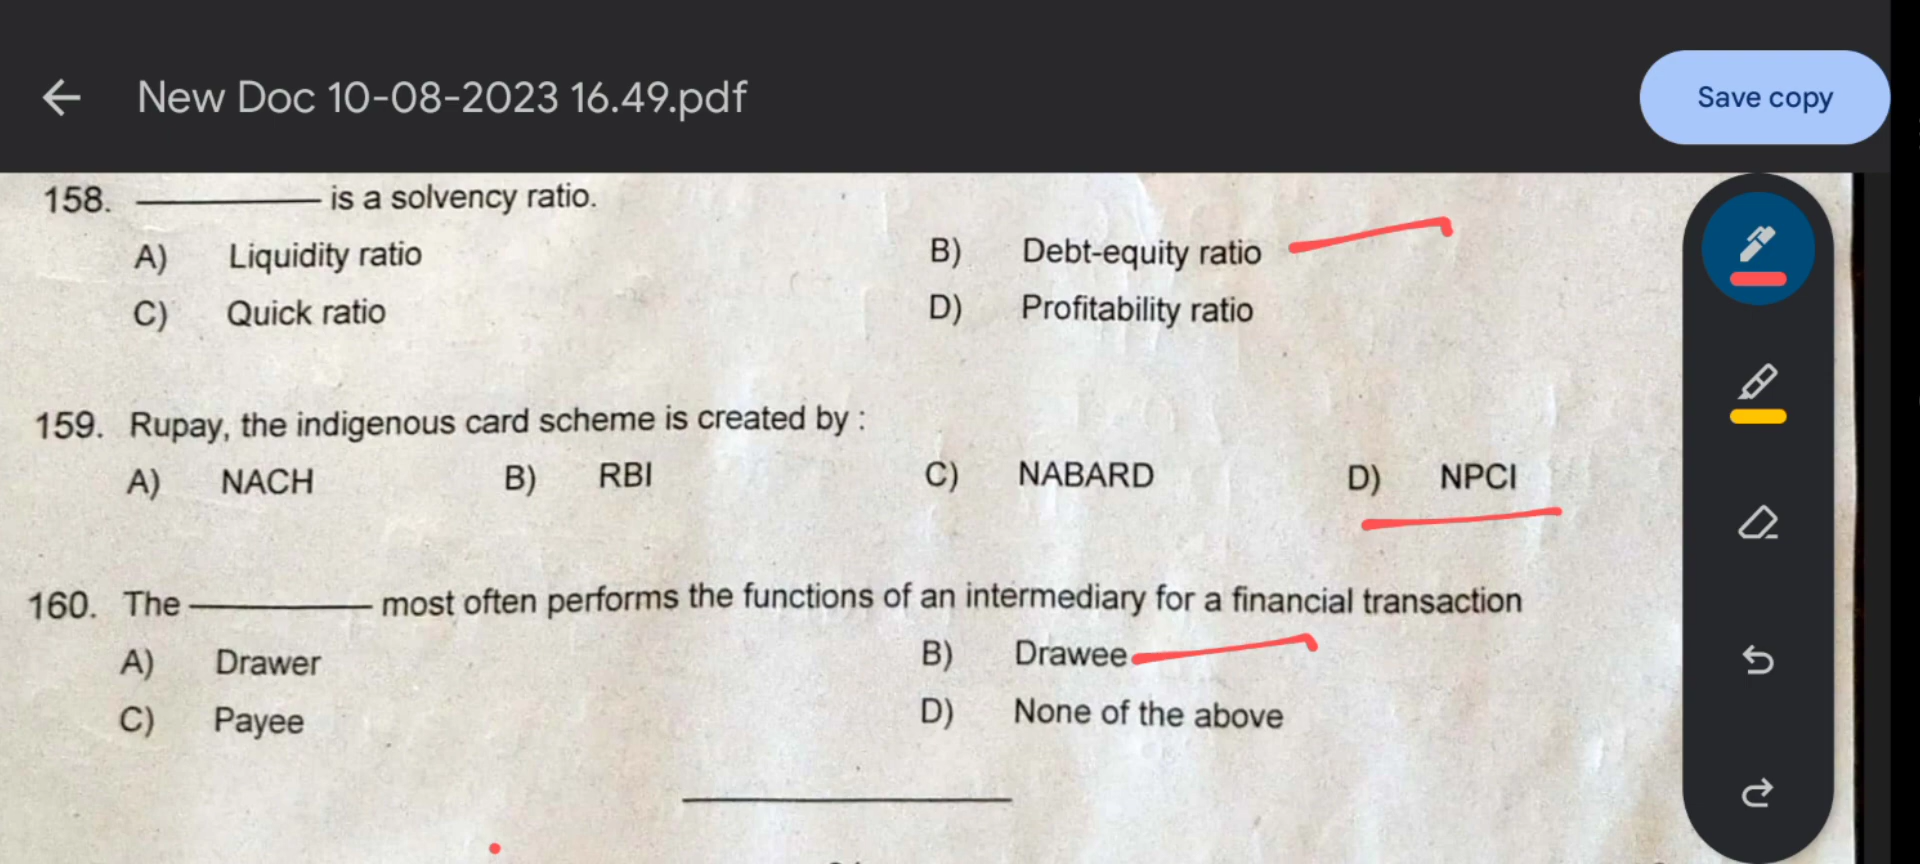 New Doc 10-08-2023 16.49.pdf
Save copy
158. ________ is a solvency ratio.
A) Liquidity ratio B) Debt-equity ratio
C) Quick ratio D) Profitability ratio
159. Rupay, the indigenous card scheme is created by :
A) NACH B) RBI C) NABARD D) NPCI
160. The ________ most often performs the functions of an intermediary for a financial transaction
A) Drawer B) Drawee
C) Payee D) None of the above